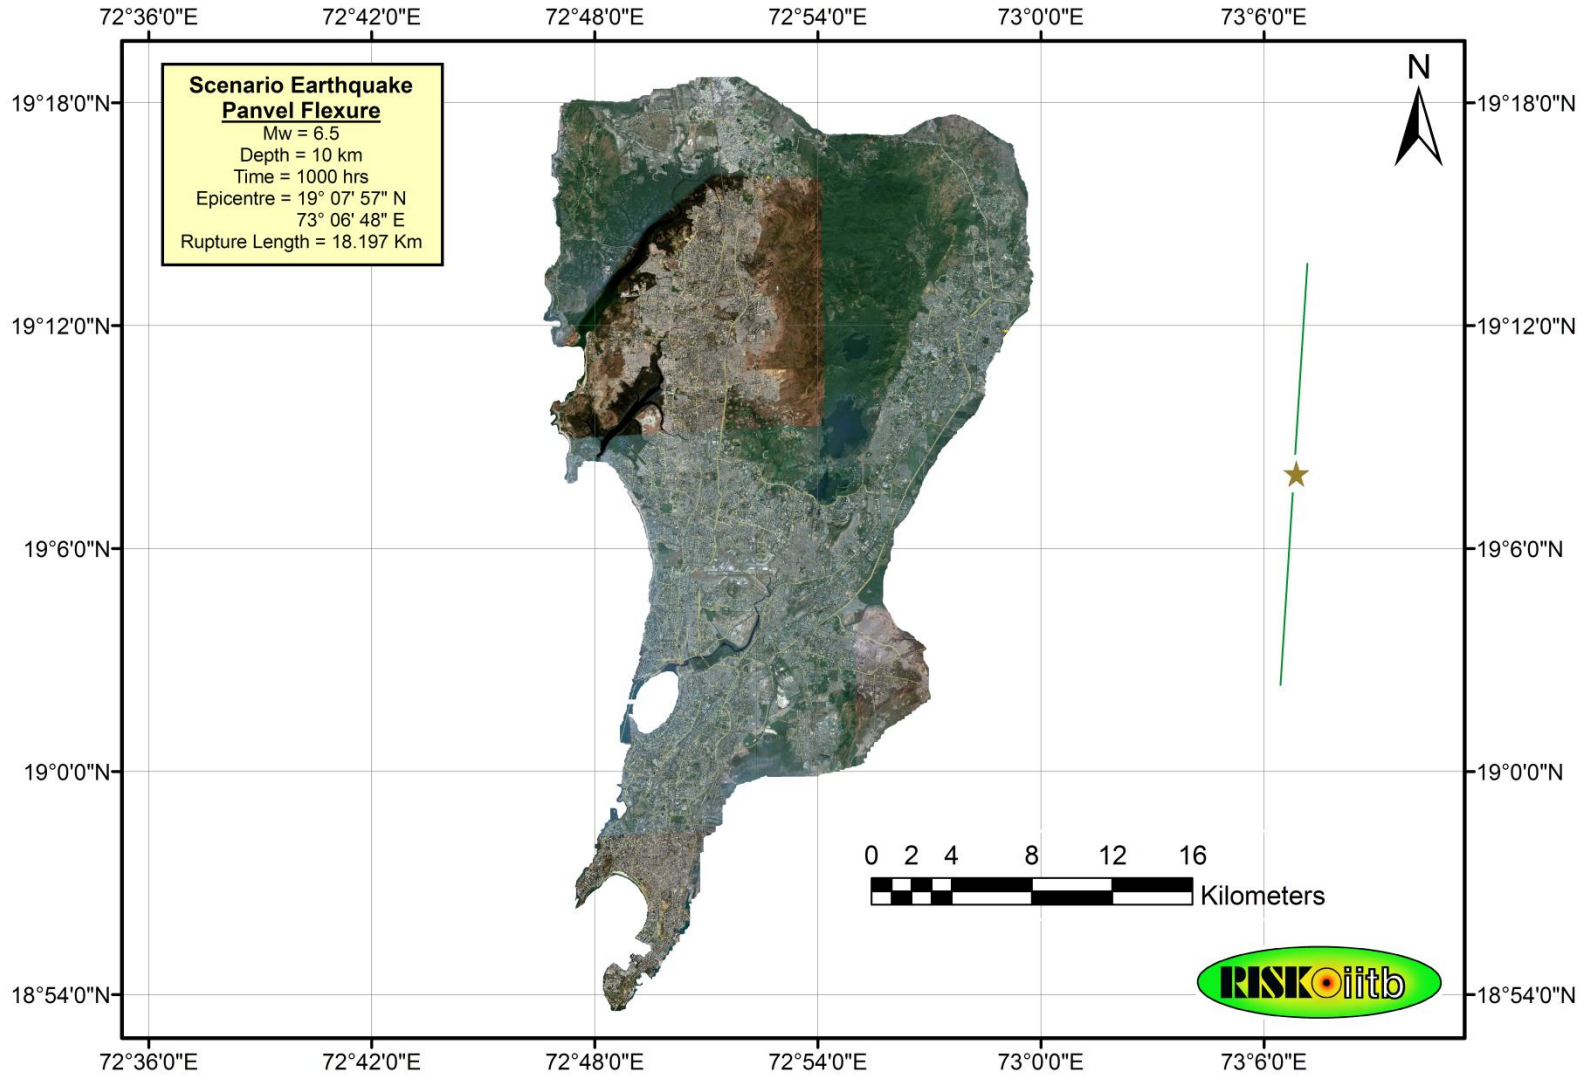 72°36'0"E 72°42'0"E 72°48'0"E 72°54'0"E 73°0'0"E 73°6'0"E
Scenario Earthquake
Panvel Flexure
Mw = 6.5
Depth = 10 km
Time = 1000 hrs
Epicentre = 19° 07' 57" N
73° 06' 48" E
Rupture Length = 18.197 Km
N
19°18'0"N 19°18'0"N
19°12'0"N 19°12'0"N
19°6'0"N 19°6'0"N
19°0'0"N 19°0'0"N
0 2 4 8 12 16
Kilometers
RISKiitb
18°54'0"N 18°54'0"N
72°36'0"E 72°42'0"E 72°48'0"E 72°54'0"E 73°0'0"E 73°6'0"E